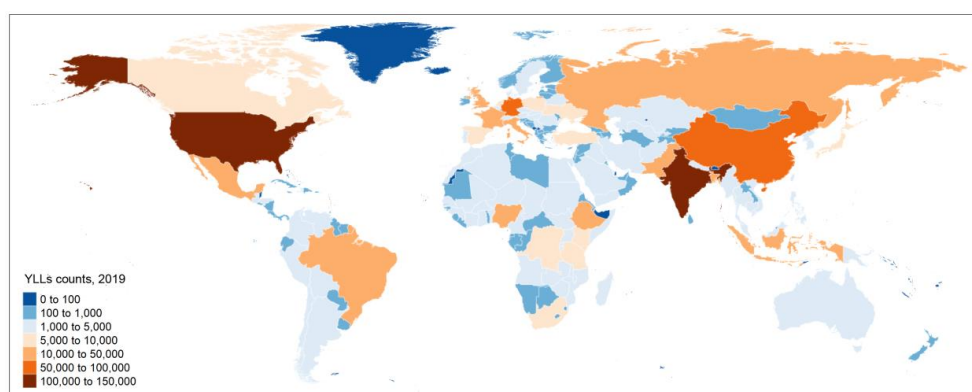 YLLs counts, 2019
0 to 100
100 to 1,000
1,000 to 5,000
5,000 to 10,000
10,000 to 50,000
50,000 to 100,000
100,000 to 150,000